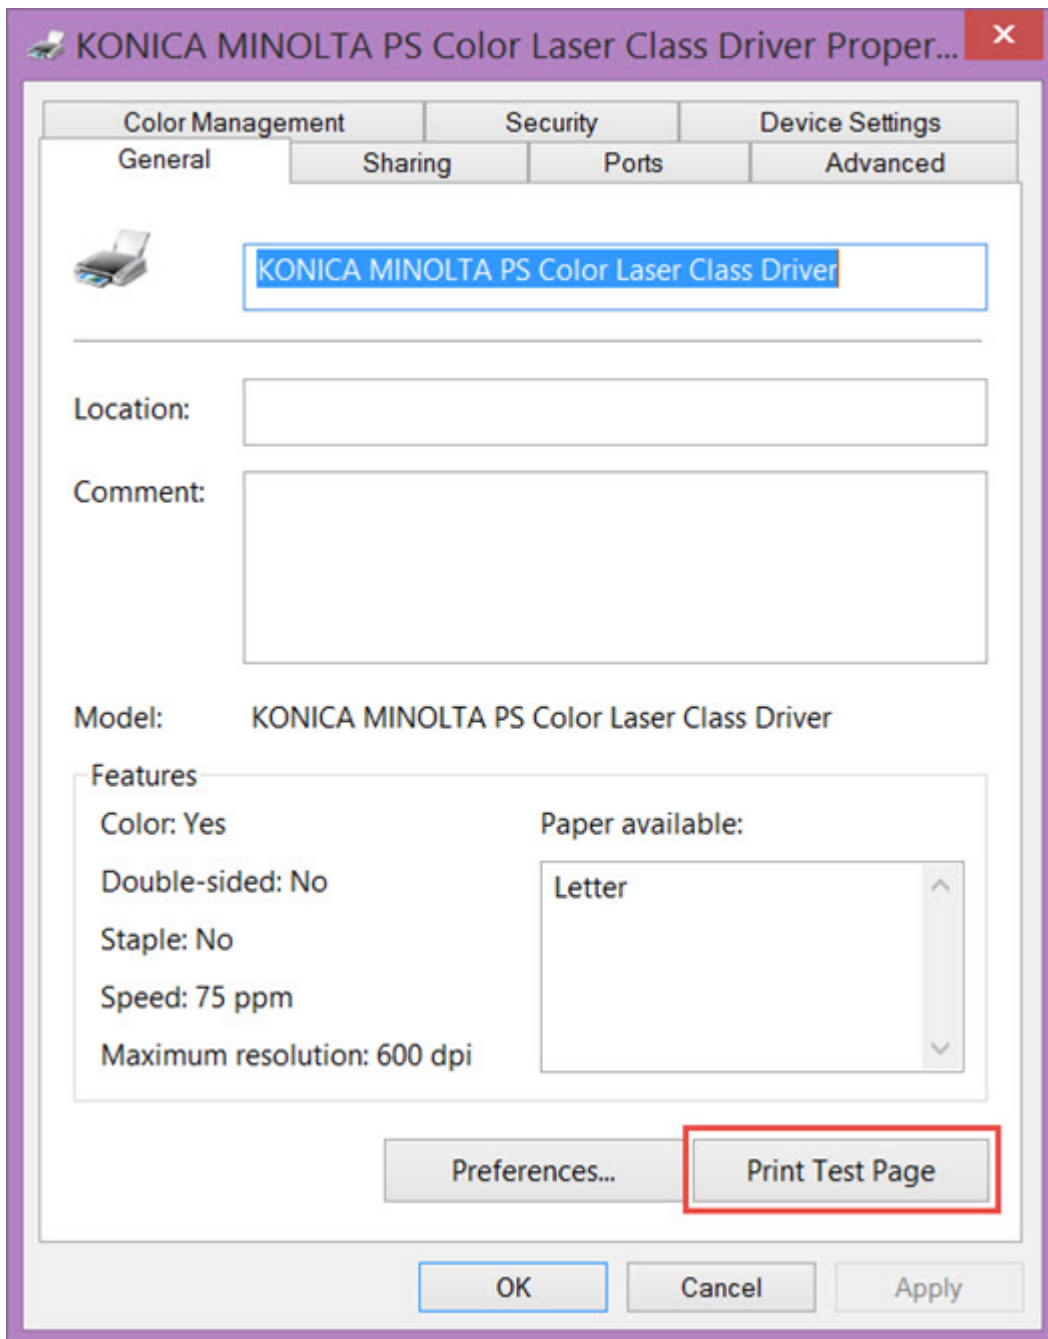 KONICA MINOLTA PS Color Laser Class Driver Proper...
Color Management Security Device Settings
General Sharing Ports Advanced
KONICA MINOLTA PS Color Laser Class Driver
Location:
Comment:
Model: KONICA MINOLTA PS Color Laser Class Driver
Features
Color: Yes
Double-sided: No
Staple: No
Speed: 75 ppm
Maximum resolution: 600 dpi
Paper available:
Letter
Preferences... Print Test Page
OK Cancel Apply